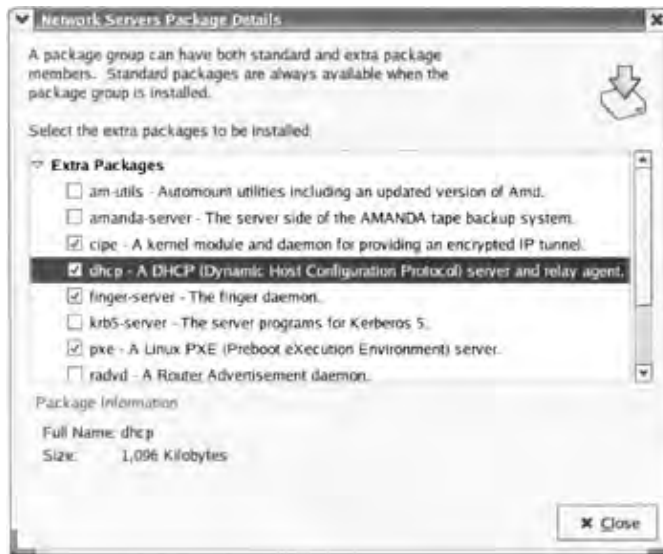 Network Servers Package Details
A package group can have both standard and extra package
members. Standard packages are always available when the
package group is installed.
Select the extra packages to be installed:
Extra Packages
am-utils - Automount utilities including an updated version of Amd.
amanda-server - The server side of the AMANDA tape backup system.
cipe - A kernel module and daemon for providing an encrypted IP tunnel.
dhcp - A DHCP (Dynamic Host Configuration Protocol) server and relay agent.
finger-server - The finger daemon.
krb5-server - The server programs for Kerberos 5.
pxe - A Linux PXE (Preboot eXecution Environment) server.
radvd - A Router Advertisement daemon.
Package Information
Full Name: dhcp
Size: 1,096 Kilobytes
Close